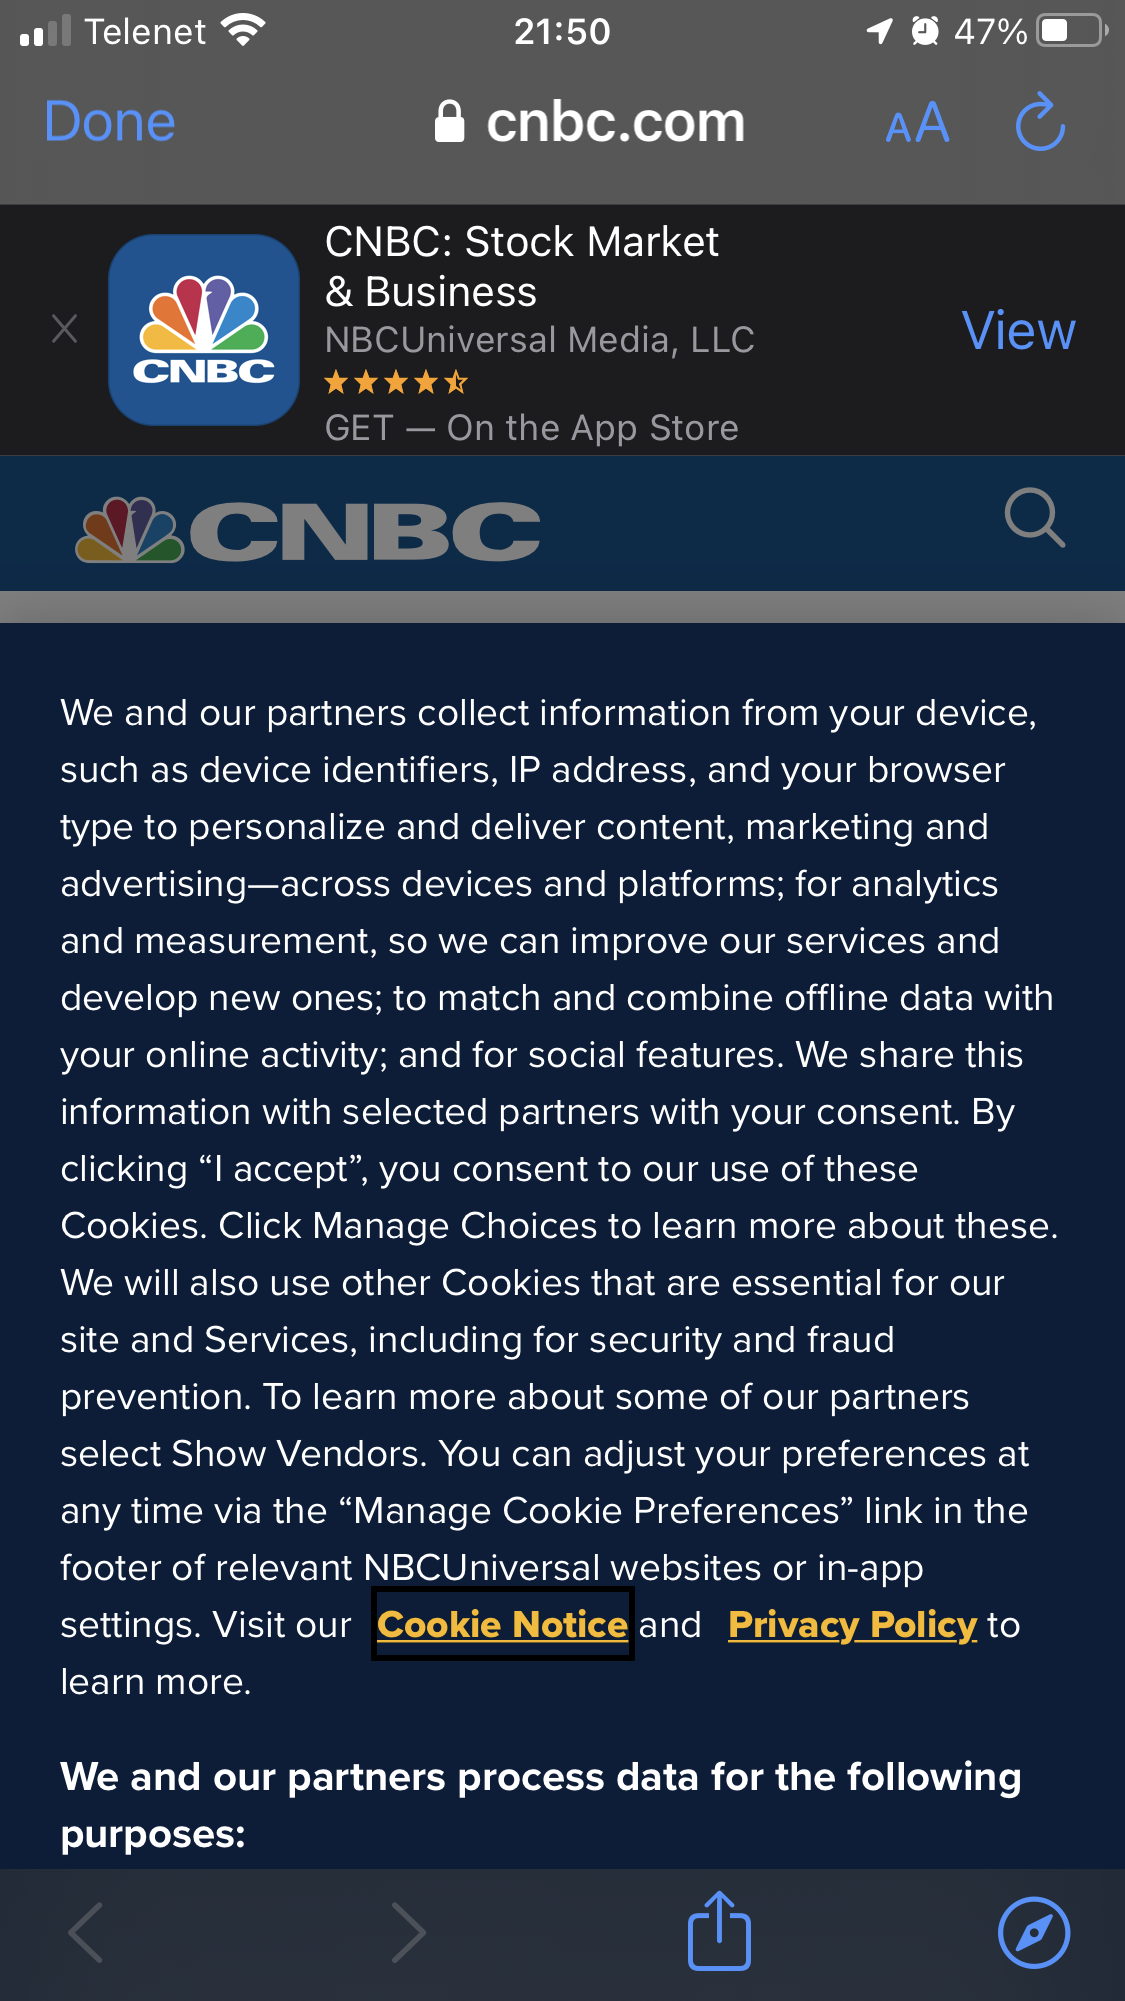 Telenet 21:50 47%
Done cnbc.com AA
CNBC: Stock Market
& Business
NBCUniversal Media, LLC
GET — On the App Store
View
CNBC
CNBC
We and our partners collect information from your device,
such as device identifiers, IP address, and your browser
type to personalize and deliver content, marketing and
advertising—across devices and platforms; for analytics
and measurement, so we can improve our services and
develop new ones; to match and combine offline data with
your online activity; and for social features. We share this
information with selected partners with your consent. By
clicking “I accept”, you consent to our use of these
Cookies. Click Manage Choices to learn more about these.
We will also use other Cookies that are essential for our
site and Services, including for security and fraud
prevention. To learn more about some of our partners
select Show Vendors. You can adjust your preferences at
any time via the “Manage Cookie Preferences” link in the
footer of relevant NBCUniversal websites or in-app
settings. Visit our Cookie Notice and Privacy Policy to
learn more.
We and our partners process data for the following
purposes: